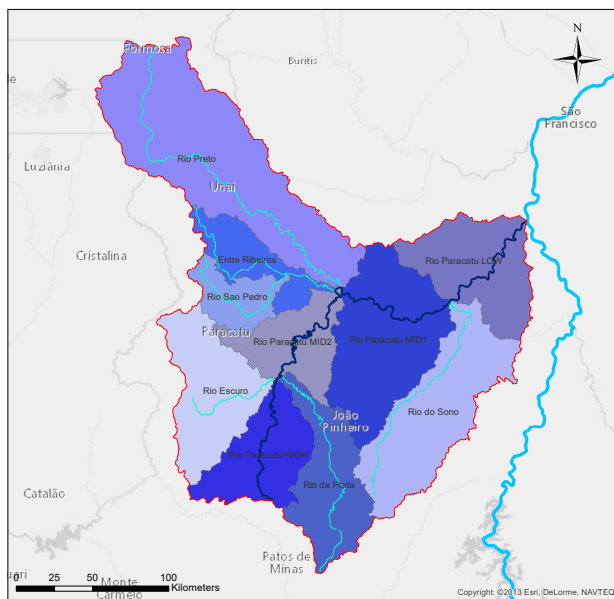 Formosa
Buritis
N
São
Francisco
Luziânia
Rio Preto
Unaí
Cristalina
Entre Ribeiros
Rio Paracatu LOW
Rio Sao Pedro
Paracatu
Rio Paracatu MID2
Rio Paracatu MID1
Rio Escuro
Rio do Sono
João
Pinheiro
Rio Paracatu HIGH
Rio da Prata
Catalão
Patos de
Minas
uari
Monte
Carmelo
0 25 50 100
Kilometers
Copyright: ©2013 Esri, DeLorme, NAVTEQ